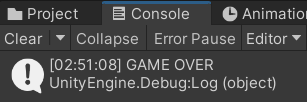 Project Console Animatio
Clear Collapse Error Pause Editor
[02:51:08] GAME OVER
UnityEngine.Debug:Log (object)